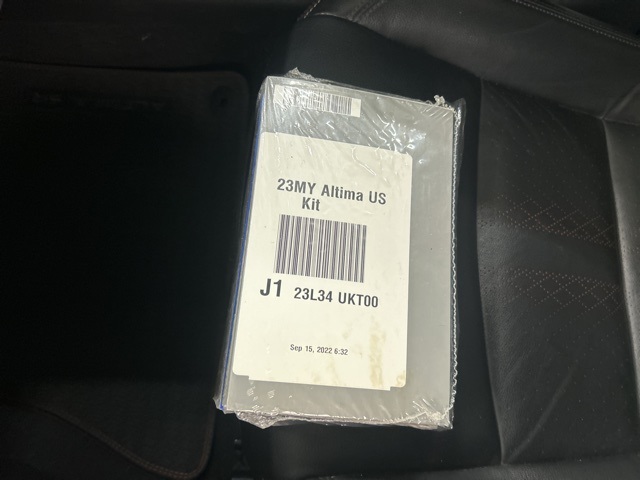 23MY Altima US
Kit
J1 23L34 UKT00
Sep 15, 2022 6:32